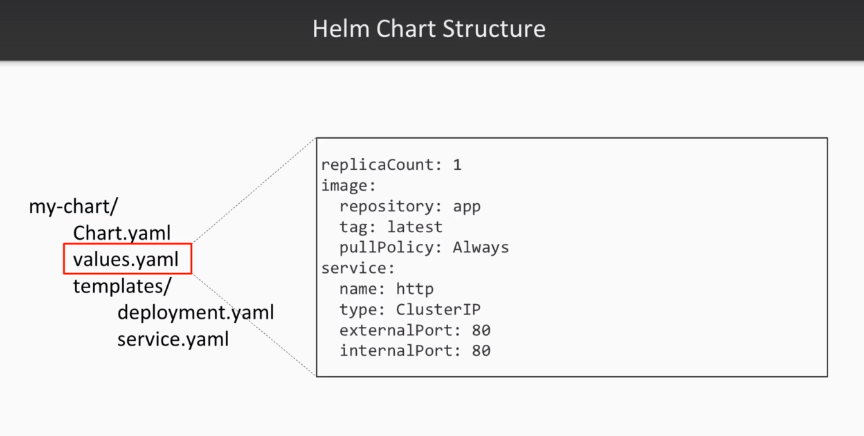 Helm Chart Structure
my-chart/
Chart.yaml
values.yaml
templates/
deployment.yaml
service.yaml
replicaCount: 1
image:
  repository: app
  tag: latest
  pullPolicy: Always
service:
  name: http
  type: ClusterIP
  externalPort: 80
  internalPort: 80